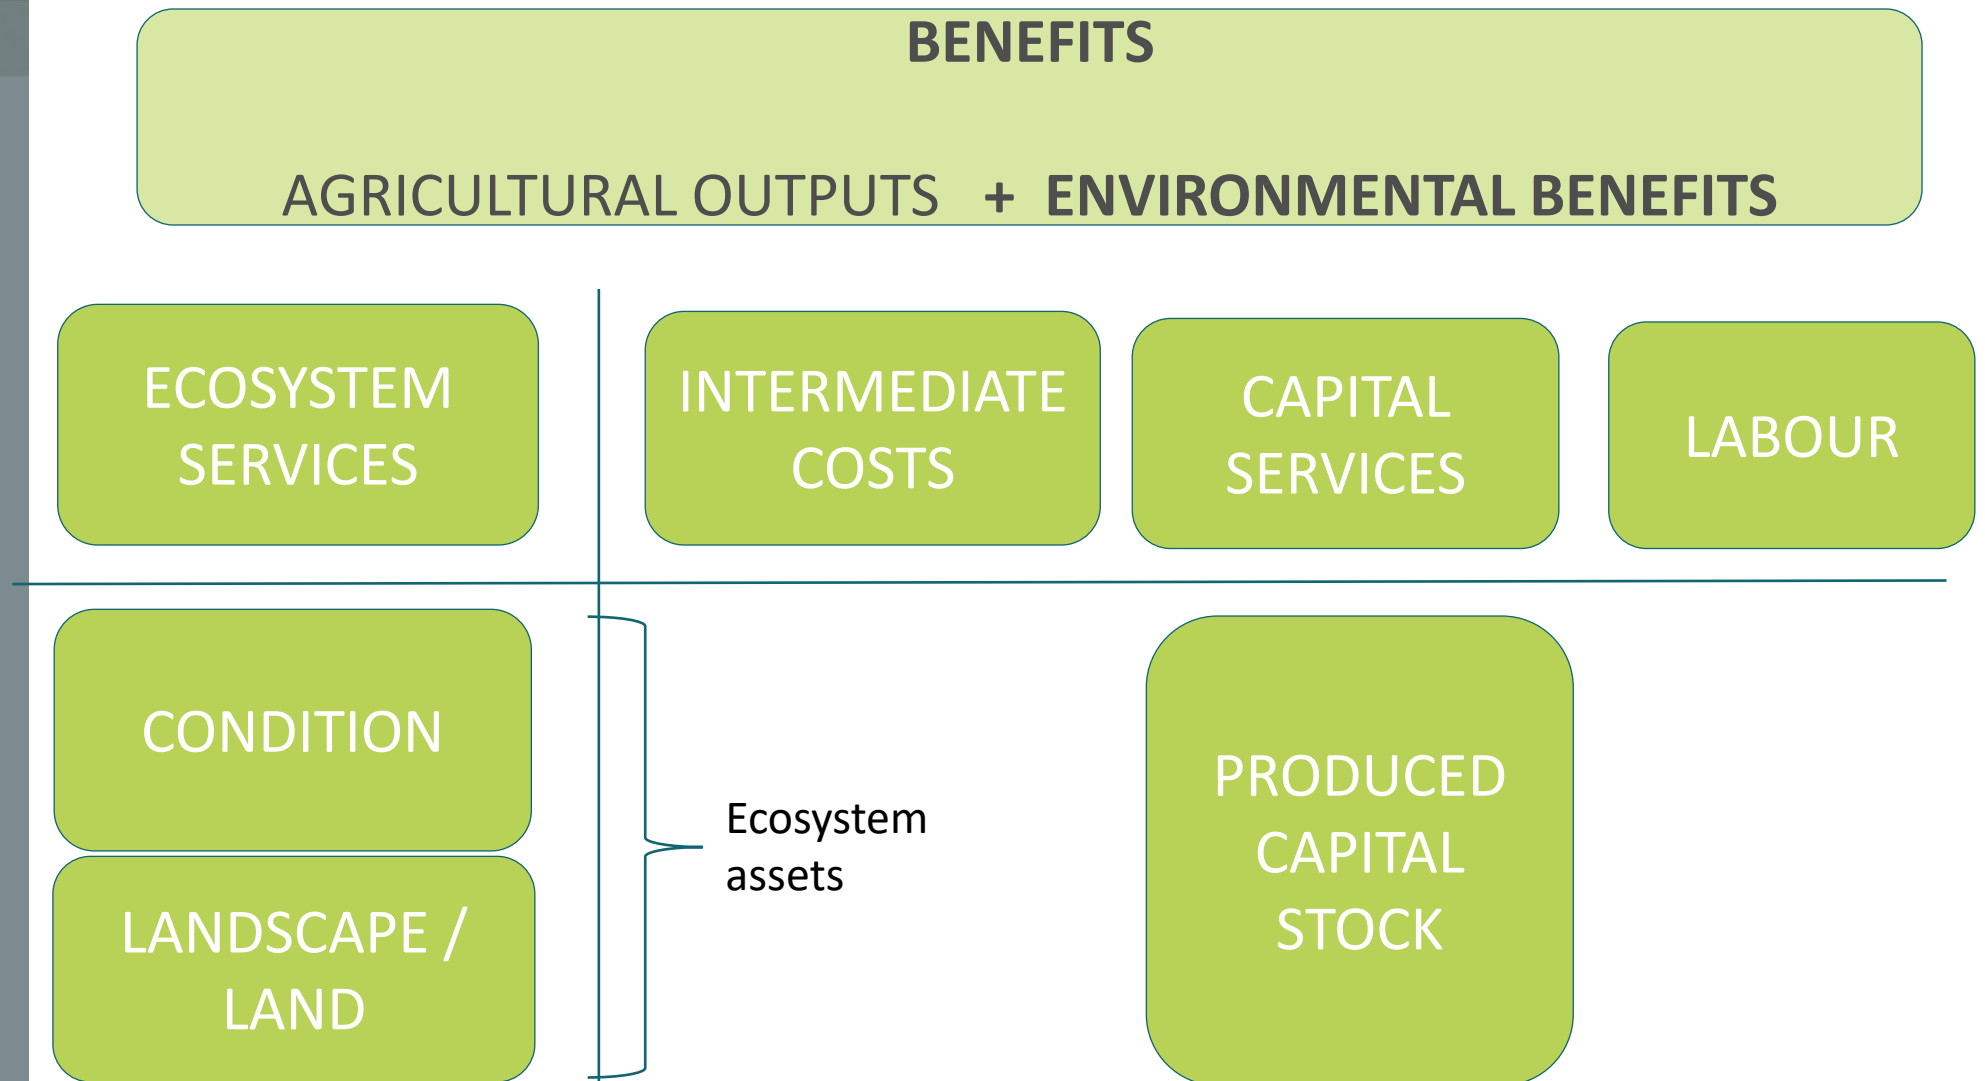 BENEFITS
AGRICULTURAL OUTPUTS + ENVIRONMENTAL BENEFITS
ECOSYSTEM
SERVICES
INTERMEDIATE
COSTS
CAPITAL
SERVICES
LABOUR
CONDITION
LANDSCAPE /
LAND
Ecosystem
assets
PRODUCED
CAPITAL
STOCK